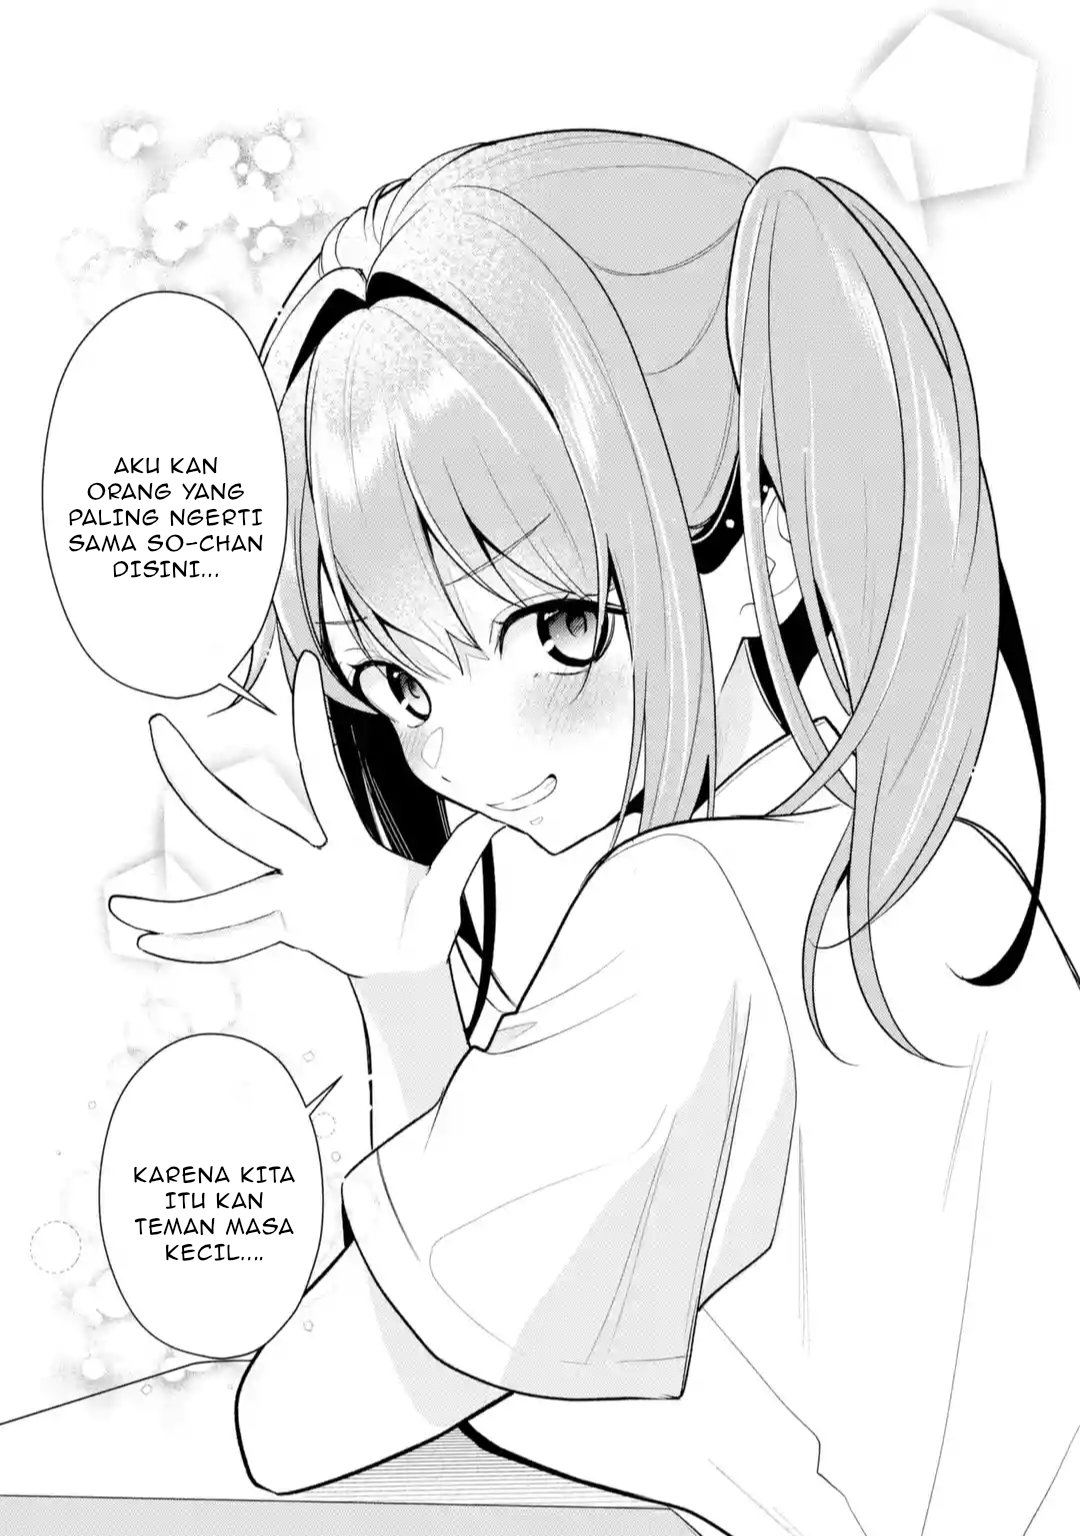 AKU KAN
ORANG YANG
PALING NGERTI
SAMA SO-CHAN
DISINI...
KARENA KITA
ITU KAN
TEMAN MASA
KECIL....